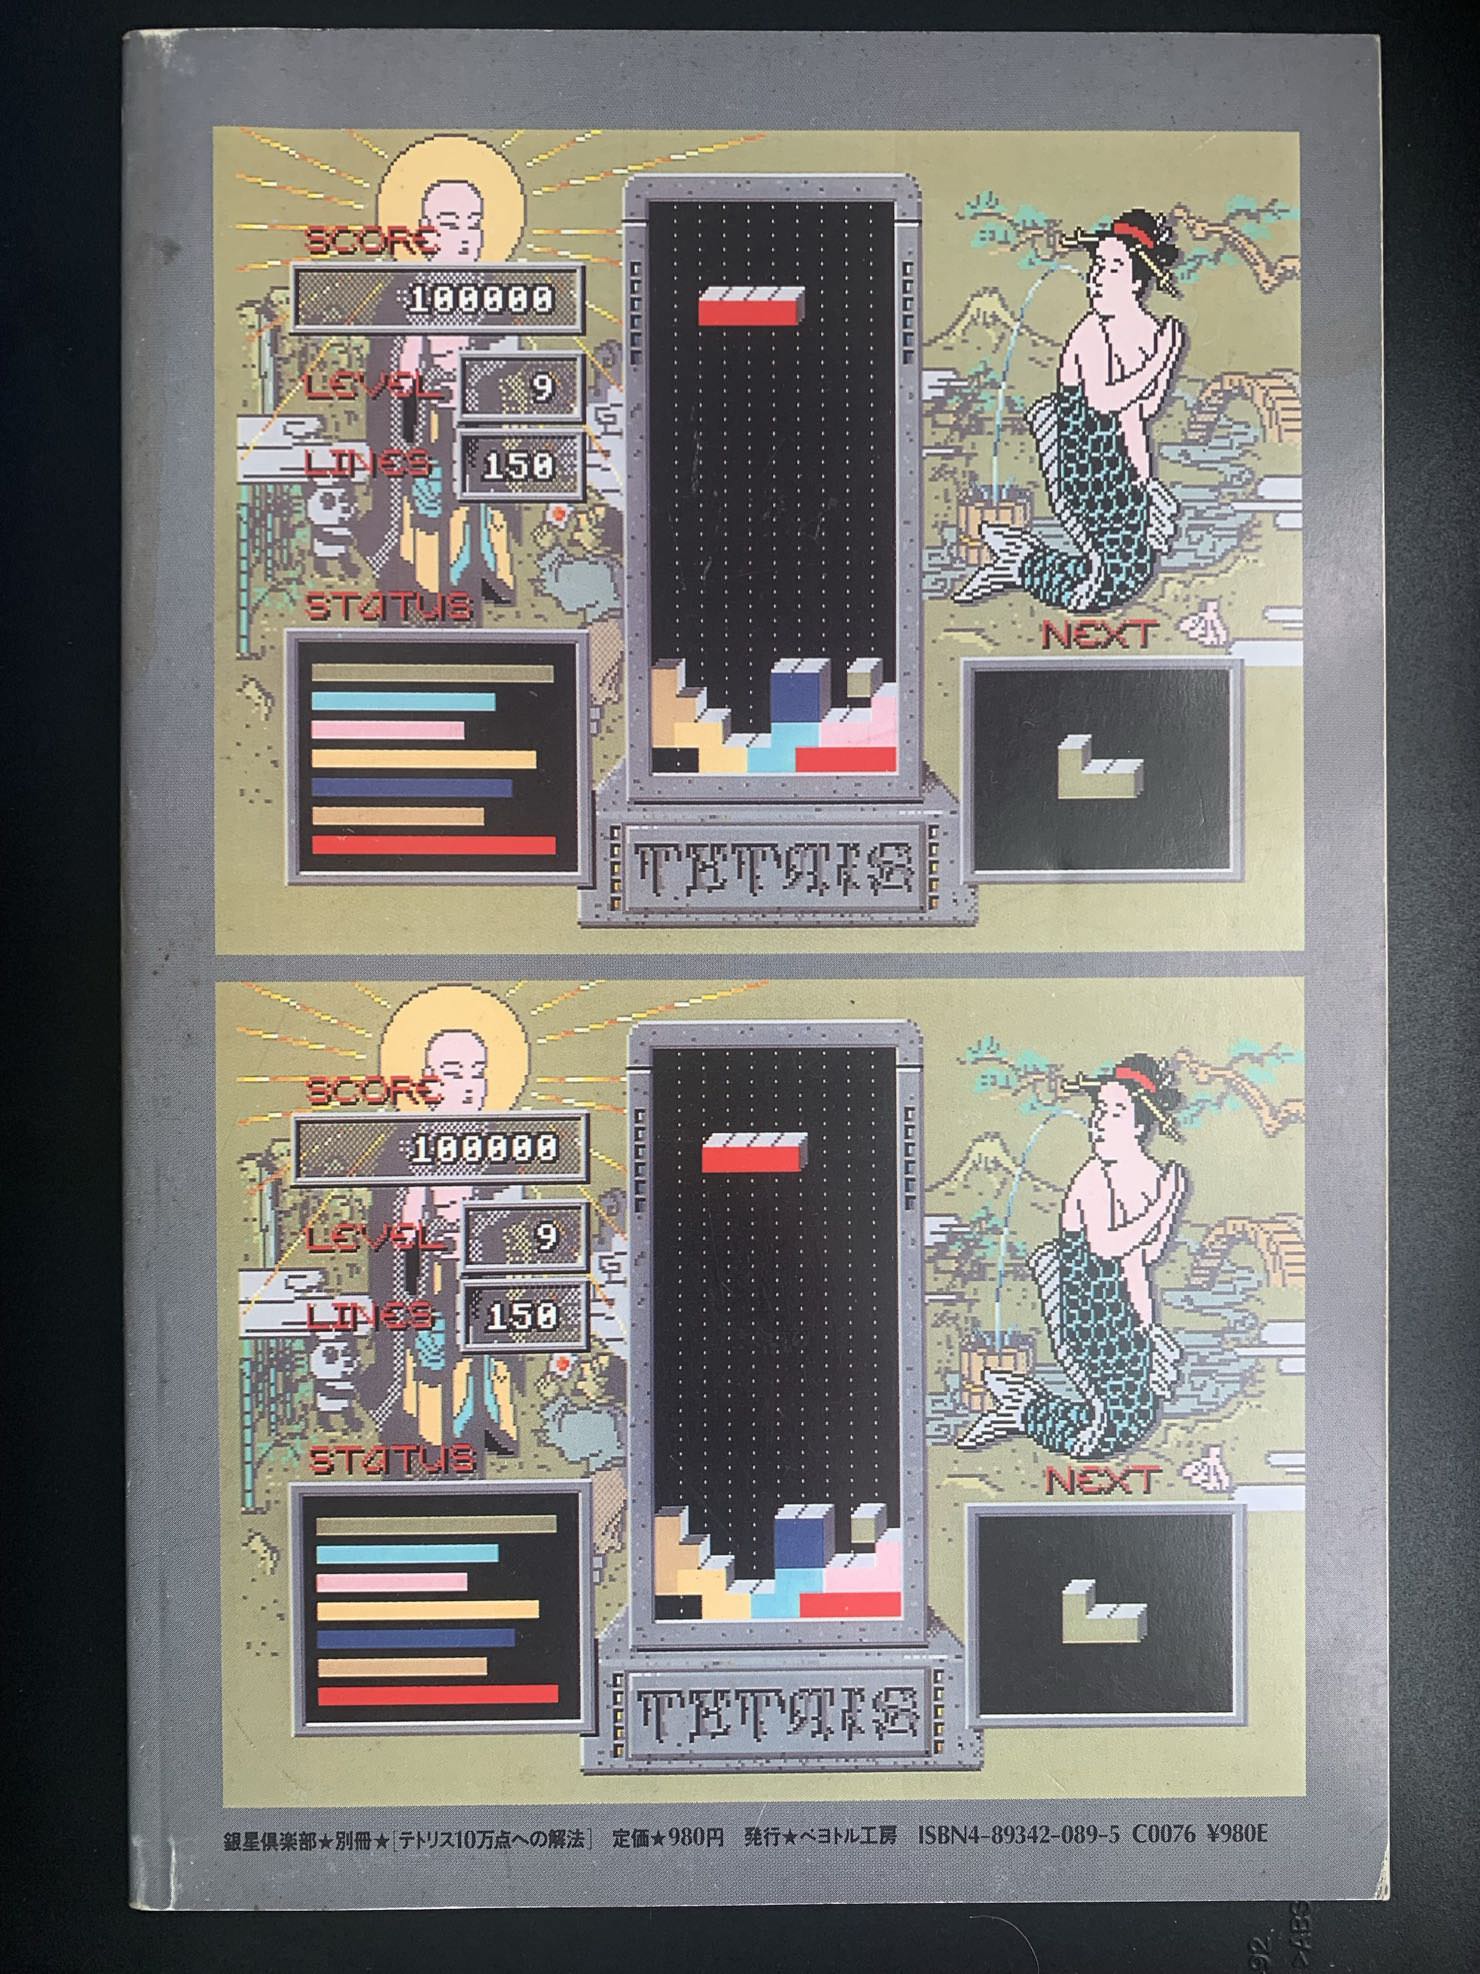 SCORE
100000
LEVEL 9
LINES 150
STATUS
NEXT
TETRIS
SCORE
100000
LEVEL 9
LINES 150
STATUS
NEXT
TETRIS
銀星倶楽部★別冊★[テトリス10万点への解法] 定価★980円 発行★ペヨトル工房 ISBN4-89342-089-5 C0076 ¥980E
92
>ABS